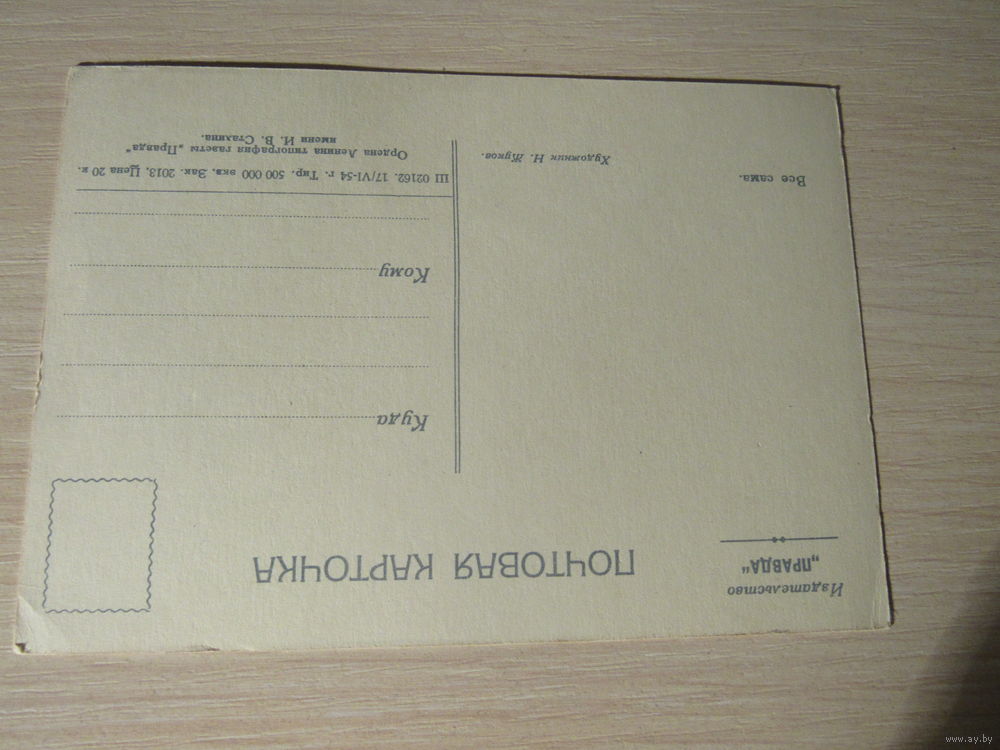 Издательство
„ПРАВДА“
ПОЧТОВАЯ КАРТОЧКА
Все сама.
Художник Н. Жуков.
Куда
Кому
Ш 02162. 17/VI-54 г. Тир. 500 000 экз. Зак. 2013. Цена 20 к.
Ордена Ленина типография газеты „Правда“
имени И. В. Сталина.
www.ay.by